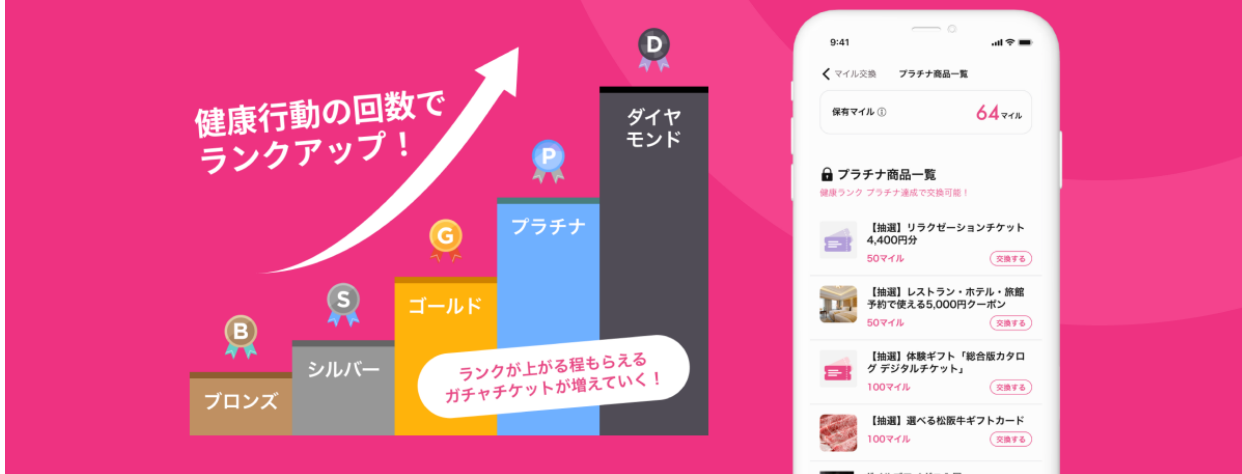 健康行動の回数で
ランクアップ！
B
S
G
P
D
ブロンズ
シルバー
ゴールド
プラチナ
ダイヤ
モンド
ランクが上がる程もらえる
ガチャチケットが増えていく！
9:41
マイル交換 プラチナ商品一覧
保有マイル ⓘ 64マイル
プラチナ商品一覧
健康ランク プラチナ達成で交換可能！
【抽選】リラクゼーションチケット
4,400円分
50マイル 交換する
【抽選】レストラン・ホテル・旅館
予約で使える5,000円クーポン
50マイル 交換する
【抽選】体験ギフト「総合版カタロ
グ デジタルチケット」
100マイル 交換する
【抽選】選べる松阪牛ギフトカード
100マイル 交換する